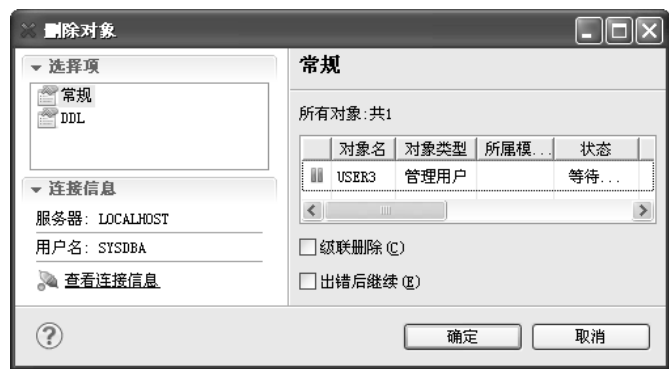 删除对象
选择项
常规
DDL
连接信息
服务器: LOCALHOST
用户名: SYSDBA
查看连接信息
常规
所有对象:共1
对象名 对象类型 所属模... 状态
USER3 管理用户 等待...
级联删除(C)
出错后继续(E)
确定 取消